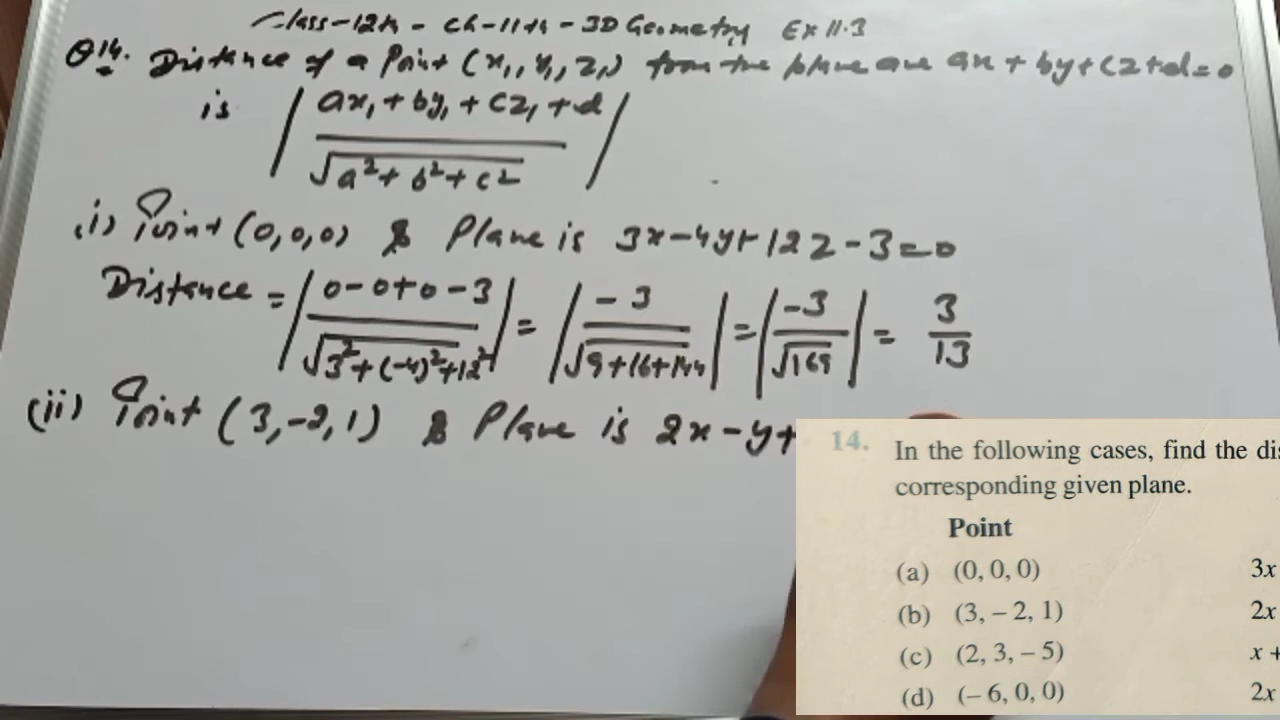 Class-12th - Ch-11th - 3D Geometry Ex 11.3
Q14. Distance of a Point (x₁, y₁, z₁) from the plane are ax + by + cz + d = 0
is | ax₁ + by₁ + cz₁ + d / √a² + b² + c² |
(i) Point (0,0,0) & Plane is 3x - 4y + 12z - 3 = 0
Distance = | 0 - 0 + 0 - 3 / √3² + (-4)² + 12² | = | -3 / √9 + 16 + 144 | = | -3 / √169 | = 3 / 13
(ii) Point (3, -2, 1) & Plane is 2x - y +
14. In the following cases, find the dis
corresponding given plane.
Point
(a) (0, 0, 0) 3x
(b) (3, – 2, 1) 2x
(c) (2, 3, – 5) x +
(d) (– 6, 0, 0) 2x